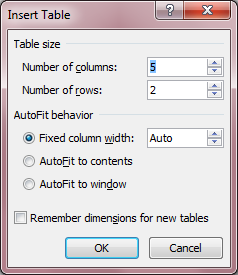 Insert Table
Table size
Number of columns: 5
Number of rows: 2
AutoFit behavior
Fixed column width: Auto
AutoFit to contents
AutoFit to window
Remember dimensions for new tables
OK Cancel